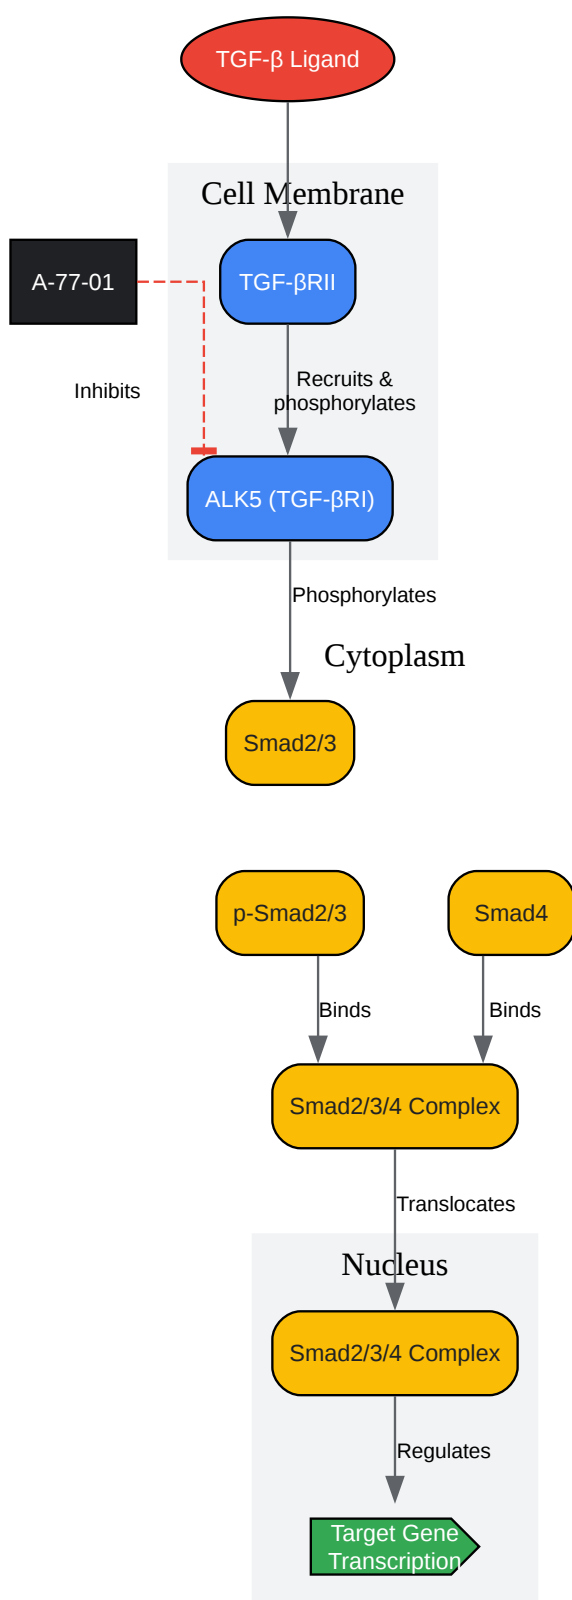 TGF-β Ligand
Cell Membrane
A-77-01
TGF-βRII
Inhibits
Recruits &
phosphorylates
ALK5 (TGF-βRI)
Phosphorylates
Cytoplasm
Smad2/3
p-Smad2/3
Smad4
Binds
Binds
Smad2/3/4 Complex
Translocates
Nucleus
Smad2/3/4 Complex
Regulates
Target Gene
Transcription